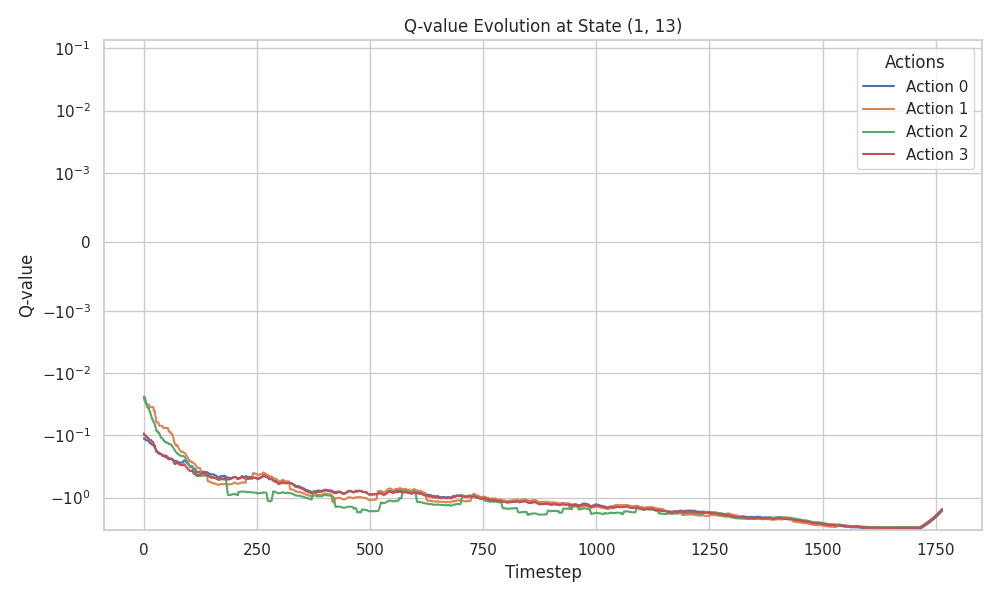 Q-value Evolution at State (1, 13)
10⁻¹
10⁻²
10⁻³
0
−10⁻³
−10⁻²
−10⁻¹
−10⁰
Q-value
Actions
Action 0
Action 1
Action 2
Action 3
0 250 500 750 1000 1250 1500 1750
Timestep